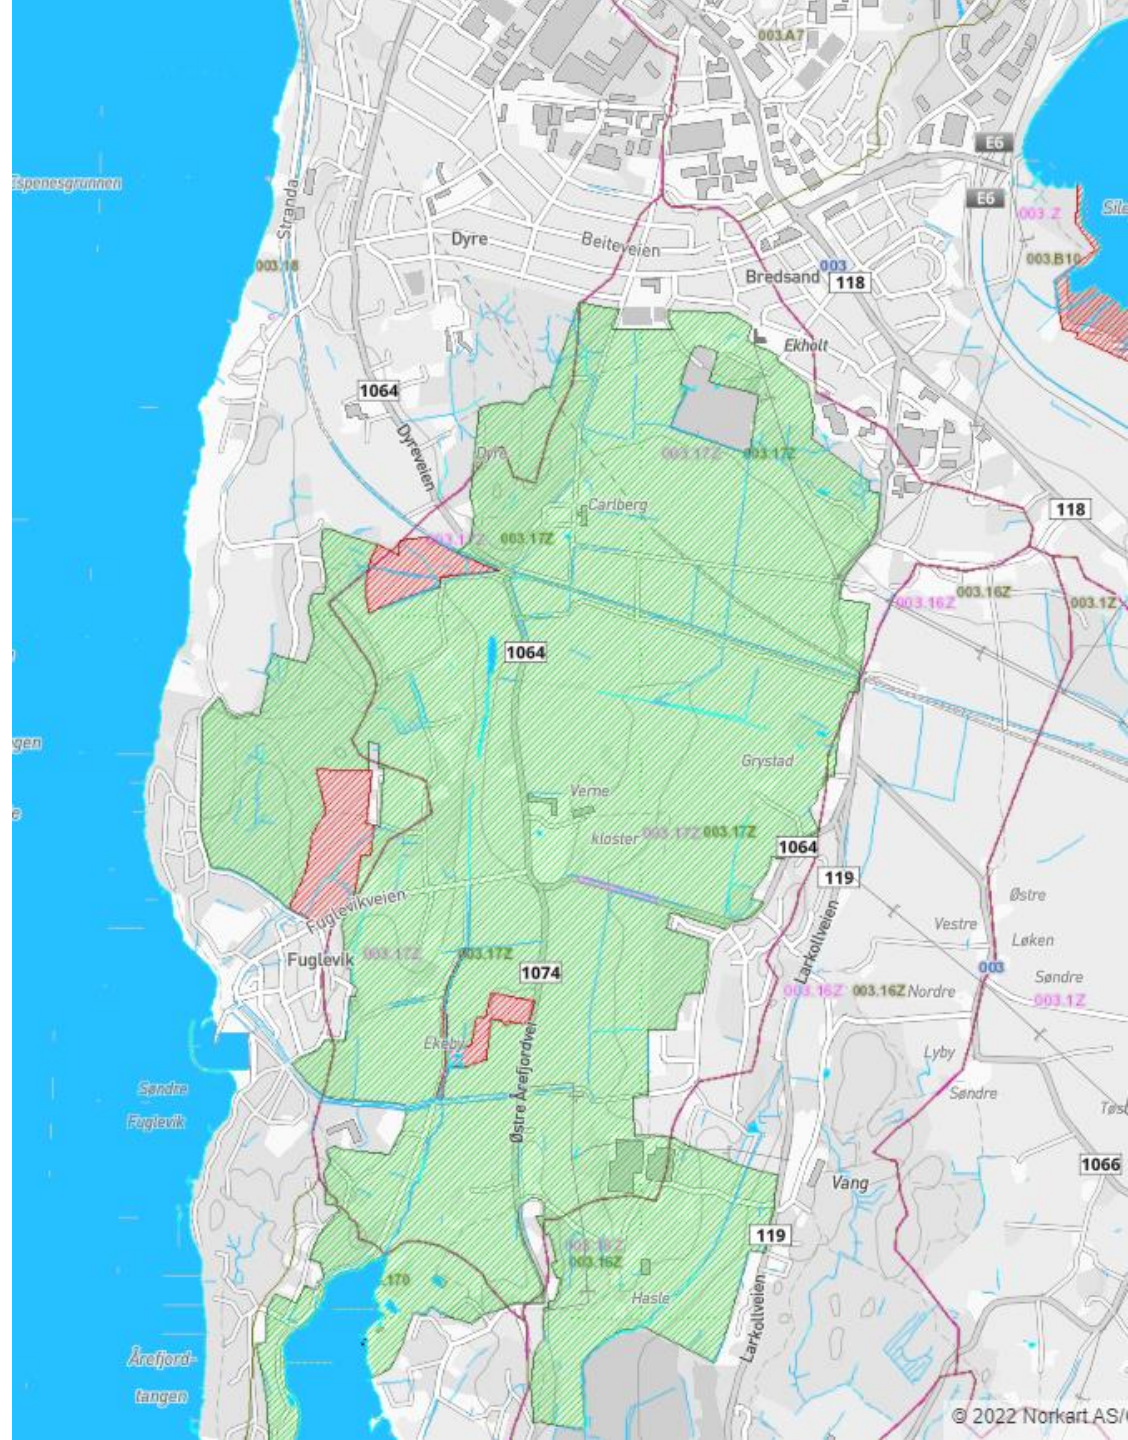 003.A7
E6
Espenesgrunnen
E6
003.Z
Stranda
Dyre
Beiteveien
003.18
003.B10
003
Bredsand
118
Ekholt
1064
Dyreveien
Dyre
003.17Z
003.17Z
Carlberg
118
003.17Z
003.16Z
003.16Z
003.1Z
1064
Grystad
Verne
kloster
003.17Z
003.17Z
1064
119
Fuglevikveien
Østre
Vestre
Larkollveien
Løken
003.17Z
003.17Z
Fuglevik
1074
003
Søndre
003.16Z
003.16Z
Nordre
003.1Z
Ekeby
Lyby
Søndre
Søndre
Fuglevik
Østre Årefjordvei
1066
Vang
119
003.16Z
Hasle
Larkollveien
Årefjord-
tangen
© 2022 Norkart AS/